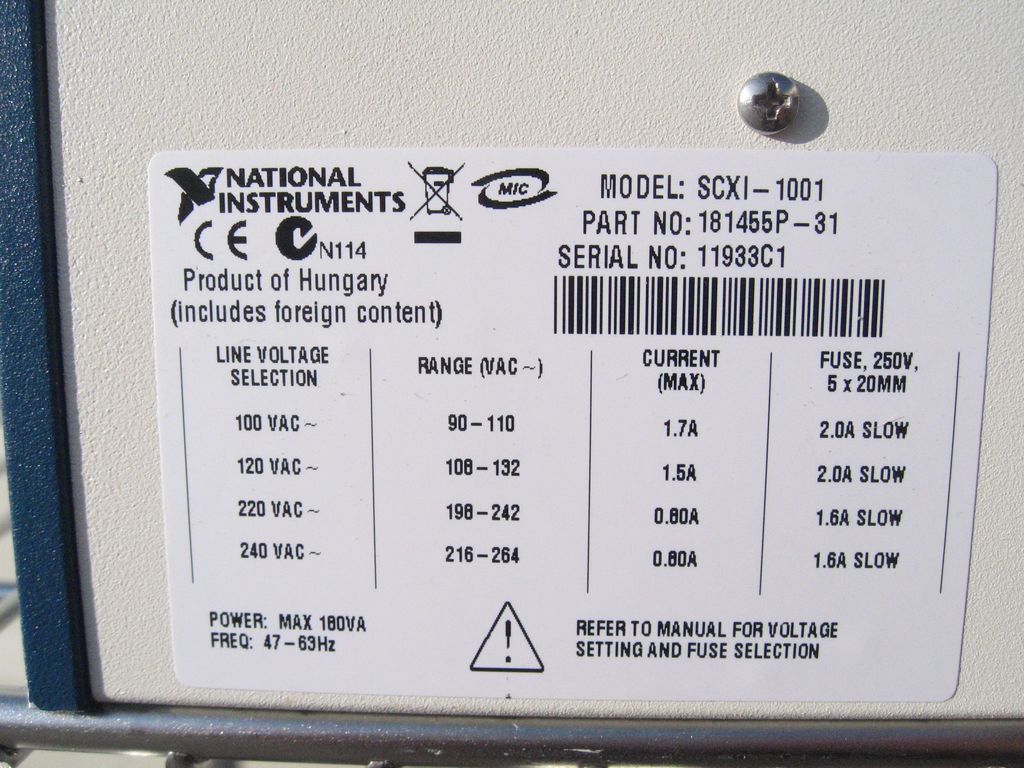 NATIONAL
INSTRUMENTS
MIC
CE N114
Product of Hungary
(includes foreign content)
MODEL: SCXI-1001
PART NO: 181455P-31
SERIAL NO: 11933C1
LINE VOLTAGE SELECTION RANGE (VAC ~) CURRENT (MAX) FUSE, 250V, 5 x 20MM
100 VAC ~ 90-110 1.7A 2.0A SLOW
120 VAC ~ 108-132 1.5A 2.0A SLOW
220 VAC ~ 198-242 0.80A 1.6A SLOW
240 VAC ~ 216-264 0.80A 1.6A SLOW
POWER: MAX 180VA
FREQ: 47-63Hz
!
REFER TO MANUAL FOR VOLTAGE
SETTING AND FUSE SELECTION